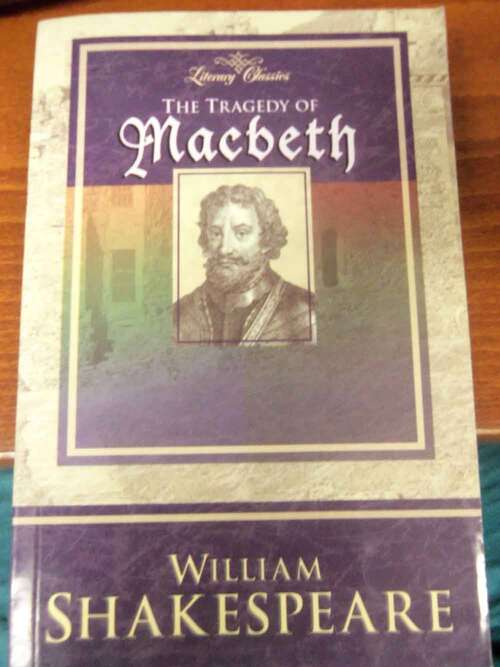 Literary Classics
THE TRAGEDY OF
Macbeth
WILLIAM
SHAKESPEARE